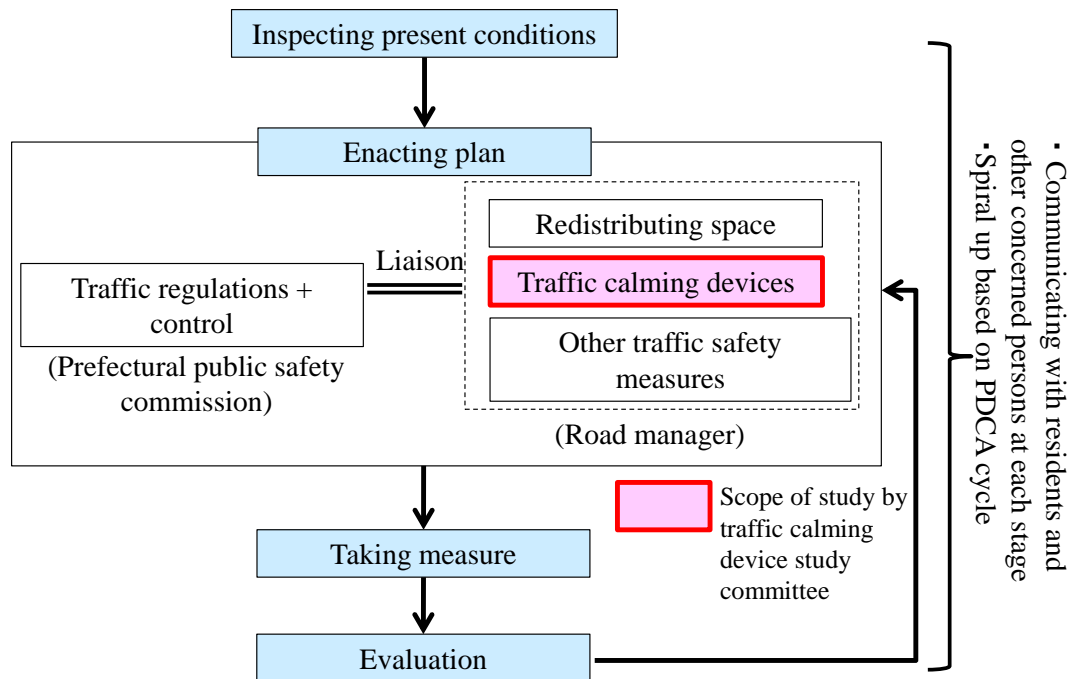 Inspecting present conditions
Enacting plan
Redistributing space
Liaison
Traffic calming devices
Traffic regulations +
control
(Prefectural public safety
commission)
Other traffic safety
measures
(Road manager)
Scope of study by
traffic calming
device study
committee
Taking measure
Evaluation
・Communicating with residents and
other concerned persons at each stage
・Spiral up based on PDCA cycle